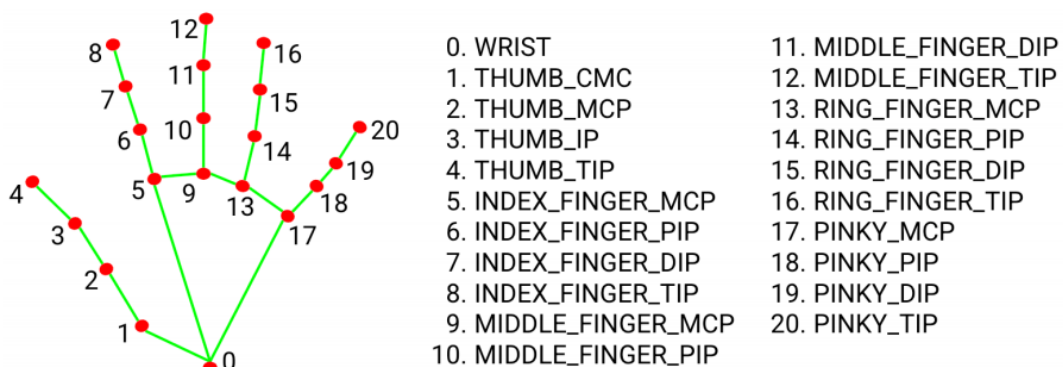 12
8
16
11
7
15
10
6
20
14
19
4
5
9
13
18
3
17
2
1
0
0. WRIST
1. THUMB_CMC
2. THUMB_MCP
3. THUMB_IP
4. THUMB_TIP
5. INDEX_FINGER_MCP
6. INDEX_FINGER_PIP
7. INDEX_FINGER_DIP
8. INDEX_FINGER_TIP
9. MIDDLE_FINGER_MCP
10. MIDDLE_FINGER_PIP
11. MIDDLE_FINGER_DIP
12. MIDDLE_FINGER_TIP
13. RING_FINGER_MCP
14. RING_FINGER_PIP
15. RING_FINGER_DIP
16. RING_FINGER_TIP
17. PINKY_MCP
18. PINKY_PIP
19. PINKY_DIP
20. PINKY_TIP